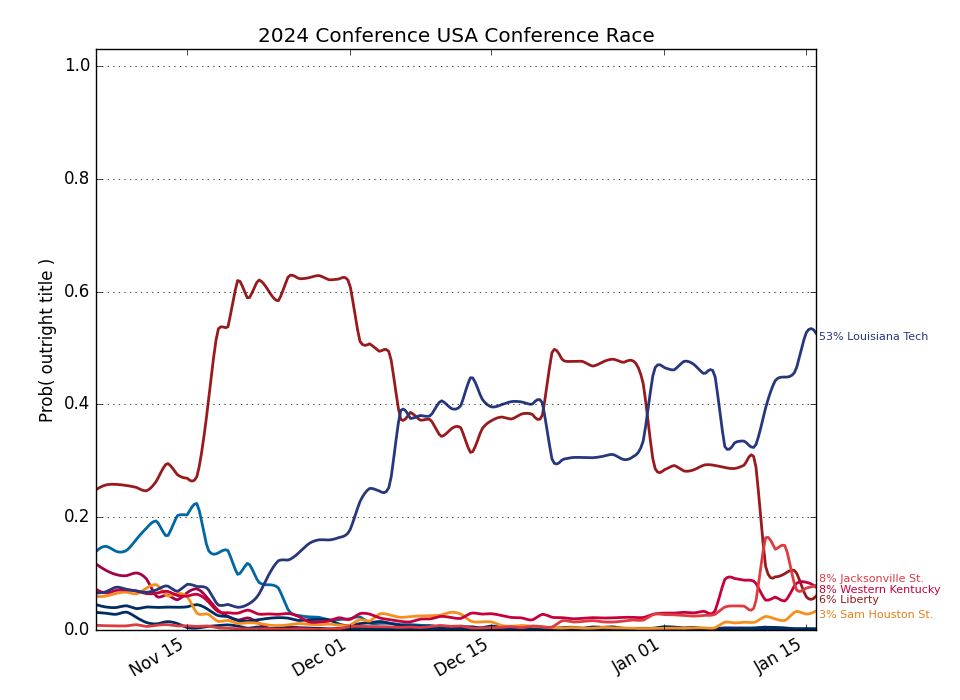 2024 Conference USA Conference Race
Prob( outright title )
1.0
0.8
0.6
0.4
0.2
0.0
53% Louisiana Tech
8% Jacksonville St.
8% Western Kentucky
6% Liberty
3% Sam Houston St.
Nov 15
Dec 01
Dec 15
Jan 01
Jan 15